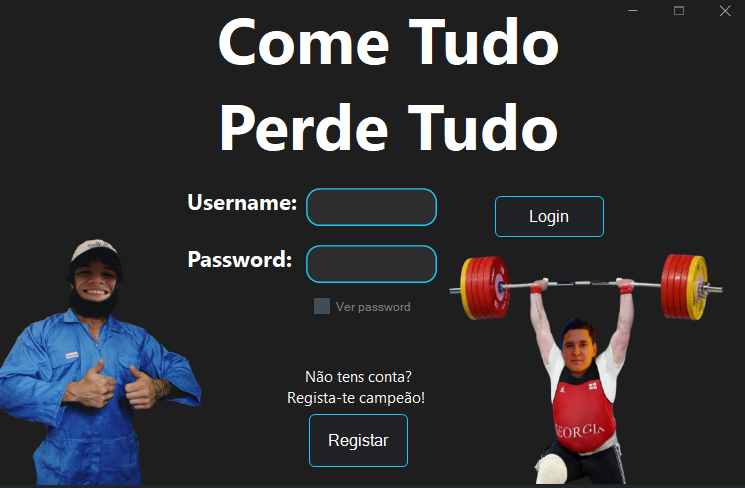 Come Tudo
Perde Tudo
Username:
Login
Password:
Ver password
Não tens conta?
Regista-te campeão!
Registar
GEORGIA